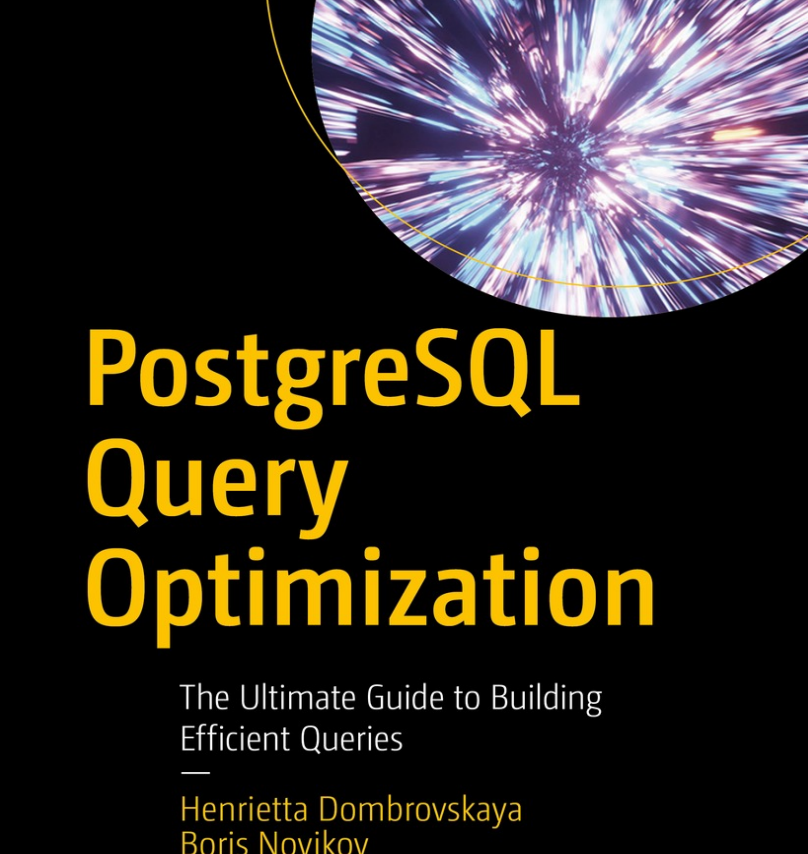 PostgreSQL
Query
Optimization
The Ultimate Guide to Building
Efficient Queries
Henrietta Dombrovskaya
Boris Novikov